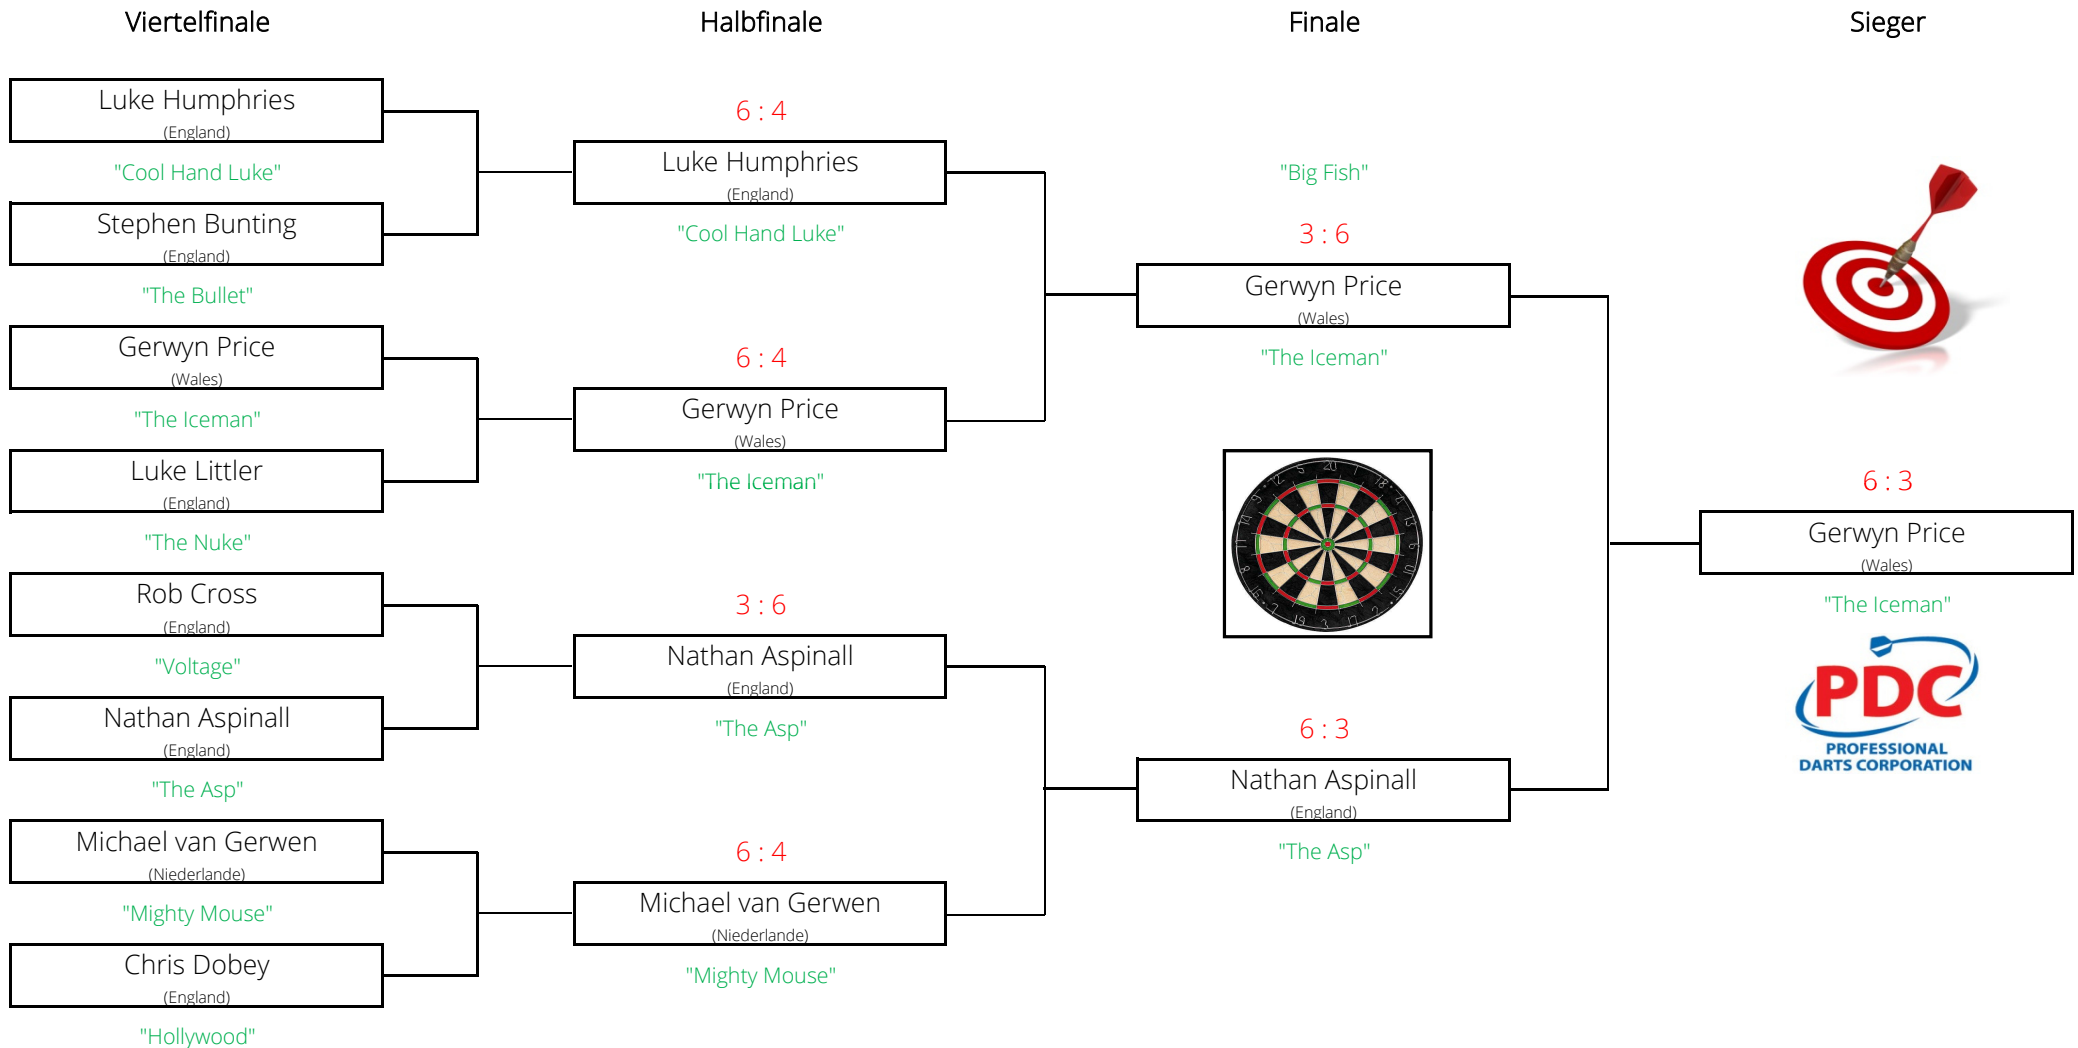 Viertelfinale
Halbfinale
Finale
Sieger
Luke Humphries
(England)
"Cool Hand Luke"
Stephen Bunting
(England)
"The Bullet"
Gerwyn Price
(Wales)
"The Iceman"
Luke Littler
(England)
"The Nuke"
Rob Cross
(England)
"Voltage"
Nathan Aspinall
(England)
"The Asp"
Michael van Gerwen
(Niederlande)
"Mighty Mouse"
Chris Dobey
(England)
"Hollywood"
6 : 4
Luke Humphries
(England)
"Cool Hand Luke"
6 : 4
Gerwyn Price
(Wales)
"The Iceman"
3 : 6
Nathan Aspinall
(England)
"The Asp"
6 : 4
Michael van Gerwen
(Niederlande)
"Mighty Mouse"
"Big Fish"
3 : 6
Gerwyn Price
(Wales)
"The Iceman"
6 : 3
Nathan Aspinall
(England)
"The Asp"
6 : 3
Gerwyn Price
(Wales)
"The Iceman"
PDC
PROFESSIONAL
DARTS CORPORATION